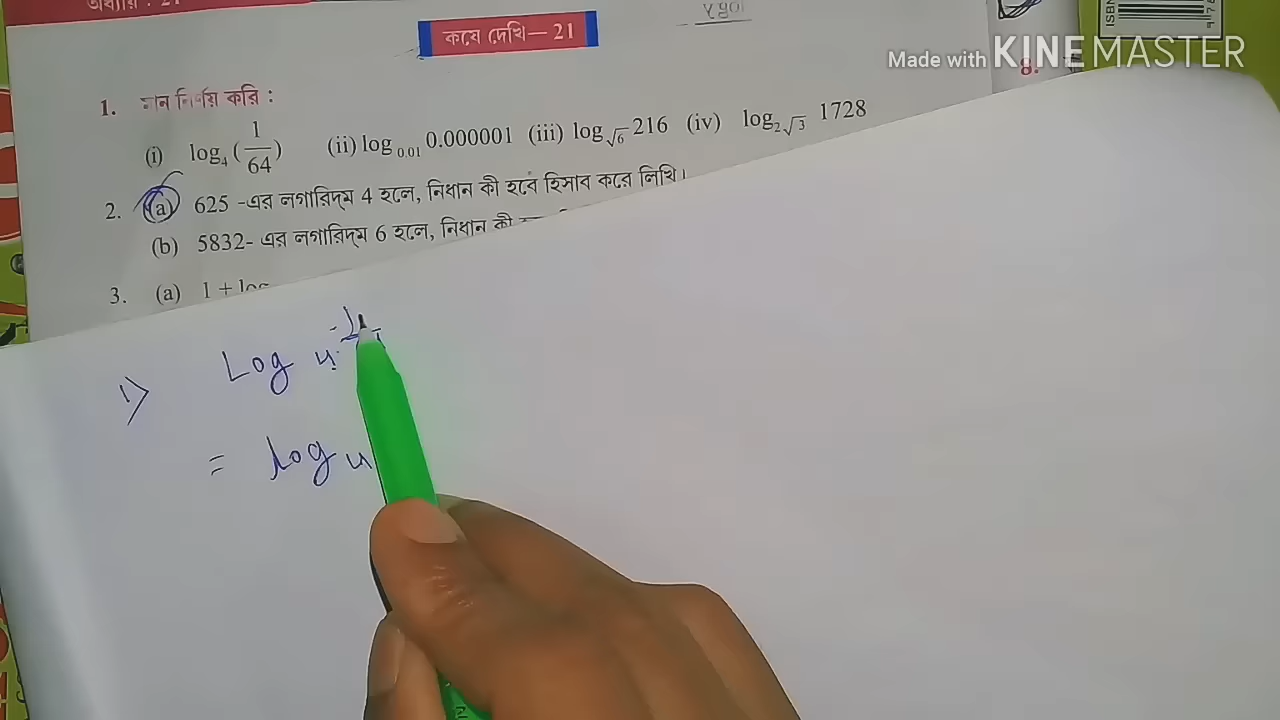 কষে দেখি— 21
Made with KINEMASTER
8.
ISBN
1. মান নির্ণয় করি :
(i) log₄ (1/64) (ii) log₀.₀₁ 0.000001 (iii) log√6 216 (iv) log₂√3 1728
2. (a) 625 -এর লগারিদ্‌ম 4 হলে, নিধান কী হবে হিসাব করে লিখি।
(b) 5832- এর লগারিদ্‌ম 6 হলে, নিধান কী
3. (a) 1 + log
1) Log 4
= log 4